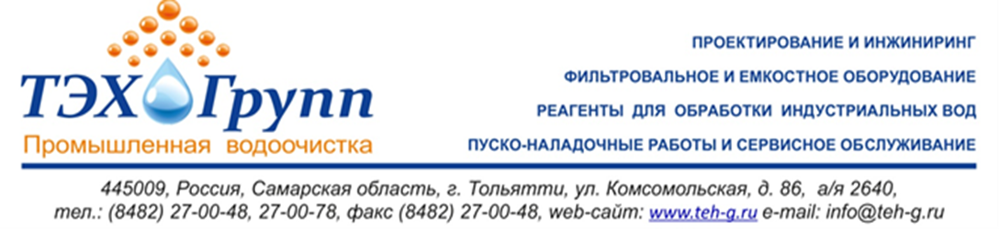 ТЭХ Групп
Промышленная водоочистка
ПРОЕКТИРОВАНИЕ И ИНЖИНИРИНГ
ФИЛЬТРОВАЛЬНОЕ И ЕМКОСТНОЕ ОБОРУДОВАНИЕ
РЕАГЕНТЫ ДЛЯ ОБРАБОТКИ ИНДУСТРИАЛЬНЫХ ВОД
ПУСКО-НАЛАДОЧНЫЕ РАБОТЫ И СЕРВИСНОЕ ОБСЛУЖИВАНИЕ
445009, Россия, Самарская область, г. Тольятти, ул. Комсомольская, д. 86, а/я 2640,
тел.: (8482) 27-00-48, 27-00-78, факс (8482) 27-00-48, web-сайт: www.teh-g.ru e-mail: info@teh-g.ru